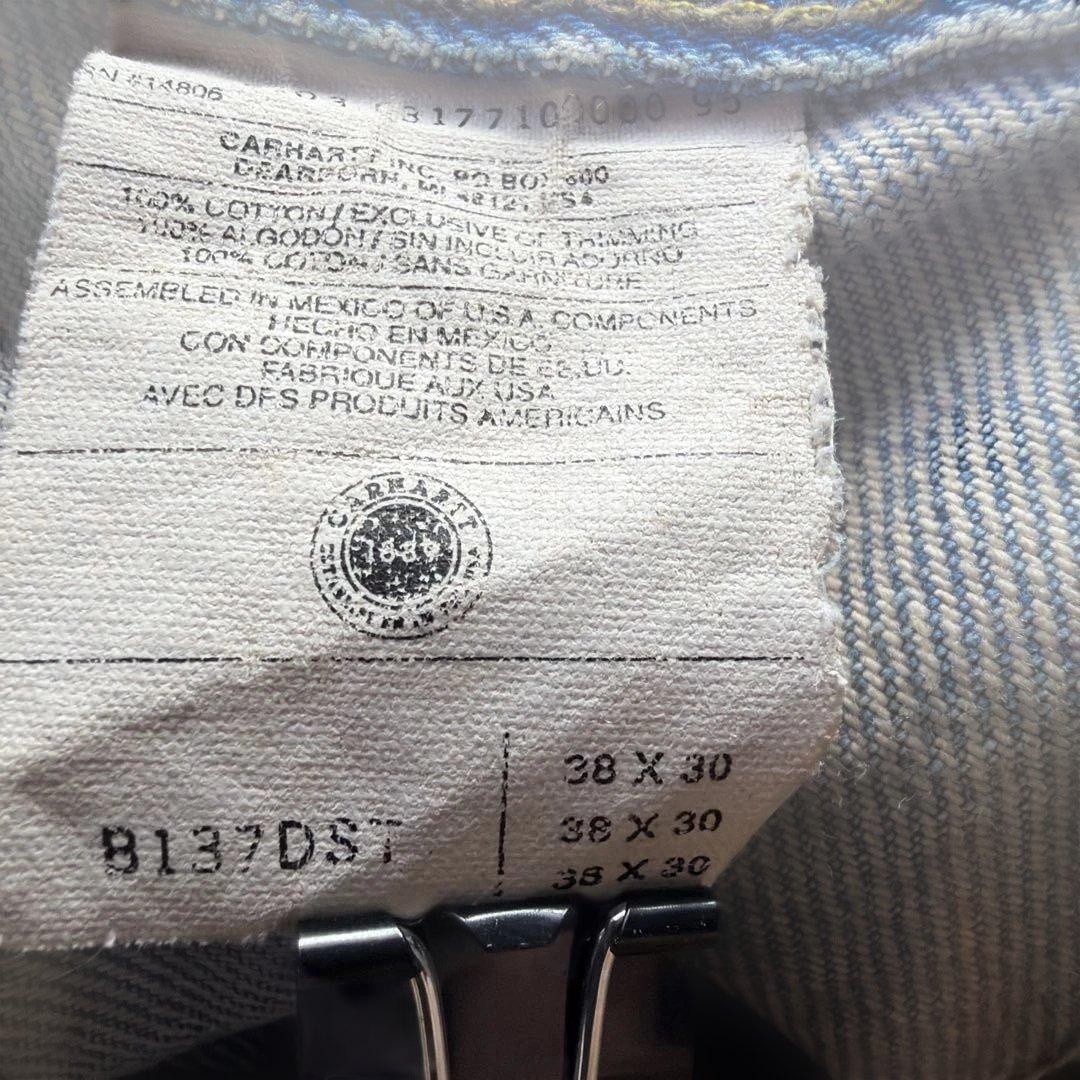 RN #14806
CARHARTT INC. PO BOX 600
DEARBORN, MI, 48121 USA
100% COTTON / EXCLUSIVE OF TRIMMING
100% ALGODON / SIN INCLUIR ADORNO
100% COTON / SANS GARNITURE
ASSEMBLED IN MEXICO OF U.S.A. COMPONENTS
HECHO EN MEXICO
CON COMPONENTS DE EE.UU.
FABRIQUE AUX USA
AVEC DES PRODUITS AMERICAINS
CARHARTT
1889
B137DST
38 X 30
38 X 30
38 X 30